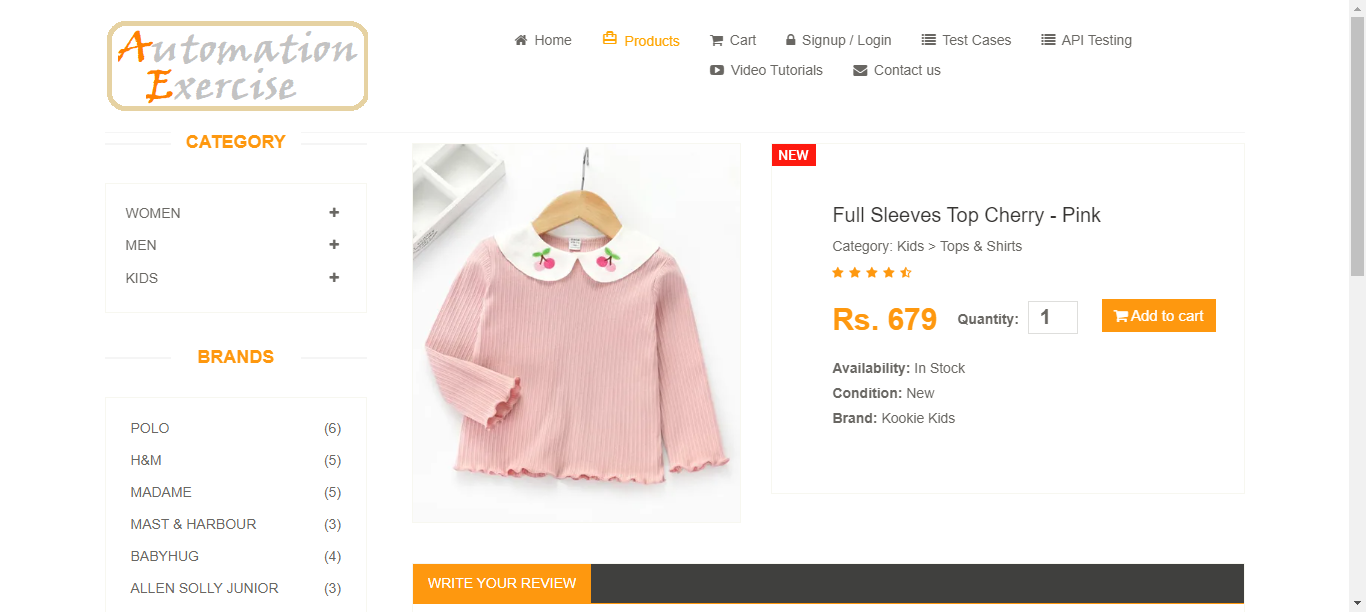 Automation
Exercise
Home
Products
Cart
Signup / Login
Test Cases
API Testing
Video Tutorials
Contact us
CATEGORY
WOMEN
MEN
KIDS
BRANDS
POLO (6)
H&M (5)
MADAME (5)
MAST & HARBOUR (3)
BABYHUG (4)
ALLEN SOLLY JUNIOR (3)
NEW
Full Sleeves Top Cherry - Pink
Category: Kids > Tops & Shirts
Rs. 679 Quantity: 1 Add to cart
Availability: In Stock
Condition: New
Brand: Kookie Kids
WRITE YOUR REVIEW